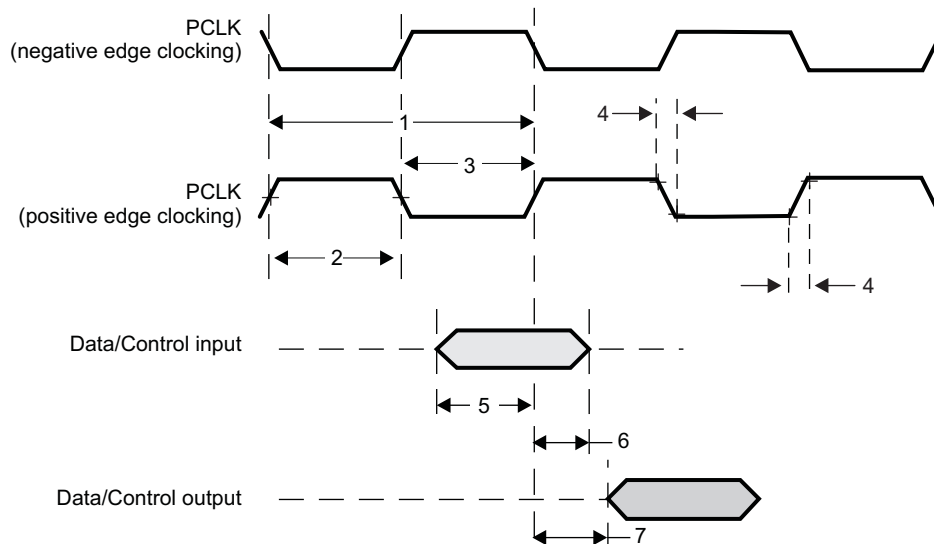 PCLK
(negative edge clocking)
1
4
3
PCLK
(positive edge clocking)
2
4
Data/Control input
5
6
Data/Control output
7